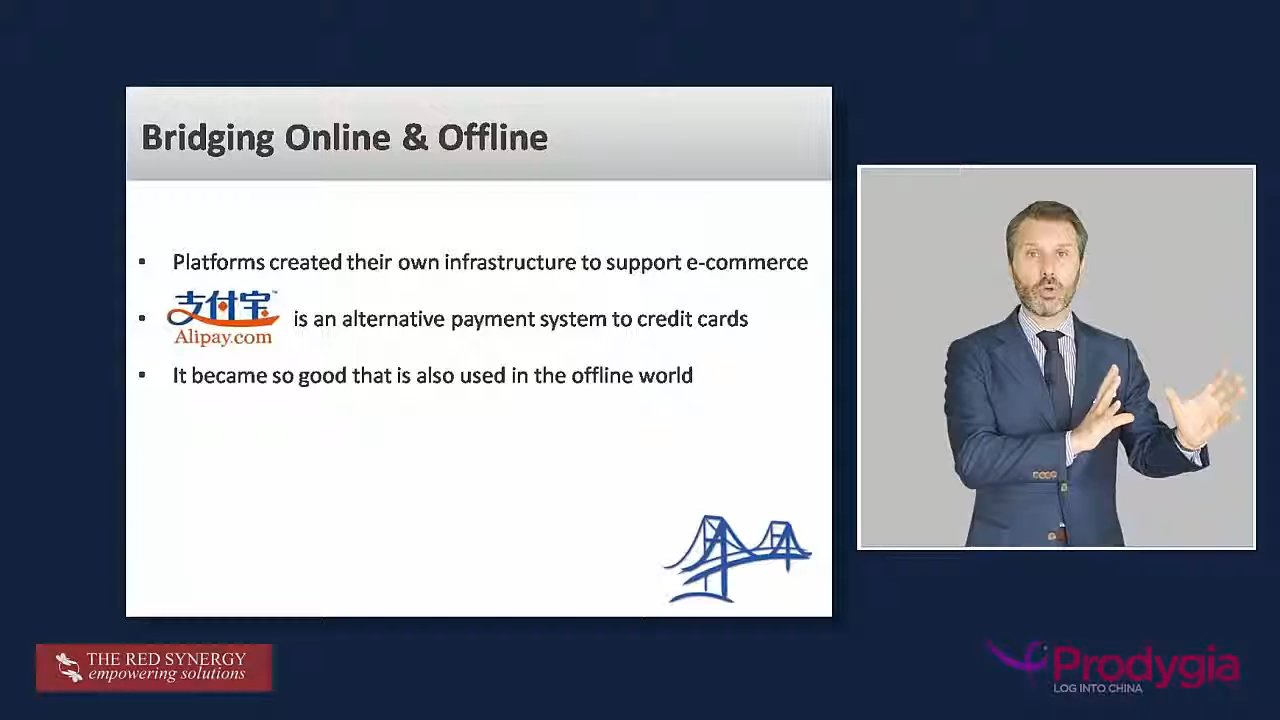 Bridging Online & Offline
• Platforms created their own infrastructure to support e-commerce
• 支付宝™ Alipay.com is an alternative payment system to credit cards
• It became so good that is also used in the offline world
THE RED SYNERGY
empowering solutions
Prodygia
LOG INTO CHINA